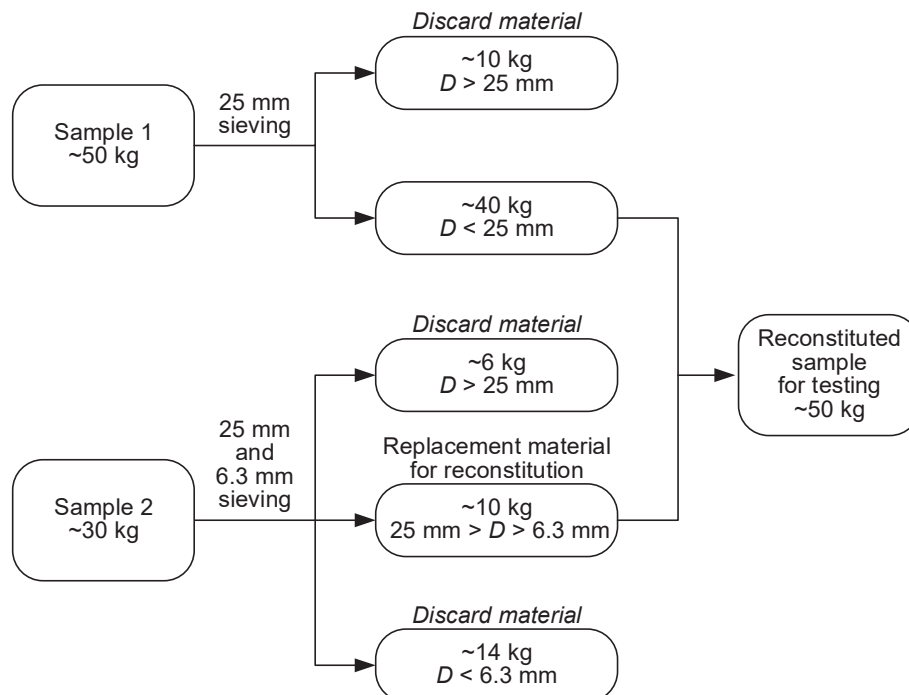 Discard material
~10 kg
D > 25 mm
25 mm
sieving
Sample 1
~50 kg
~40 kg
D < 25 mm
Discard material
~6 kg
D > 25 mm
Reconstituted
sample
for testing
~50 kg
25 mm
and
6.3 mm
sieving
Replacement material
for reconstitution
Sample 2
~30 kg
~10 kg
25 mm > D > 6.3 mm
Discard material
~14 kg
D < 6.3 mm